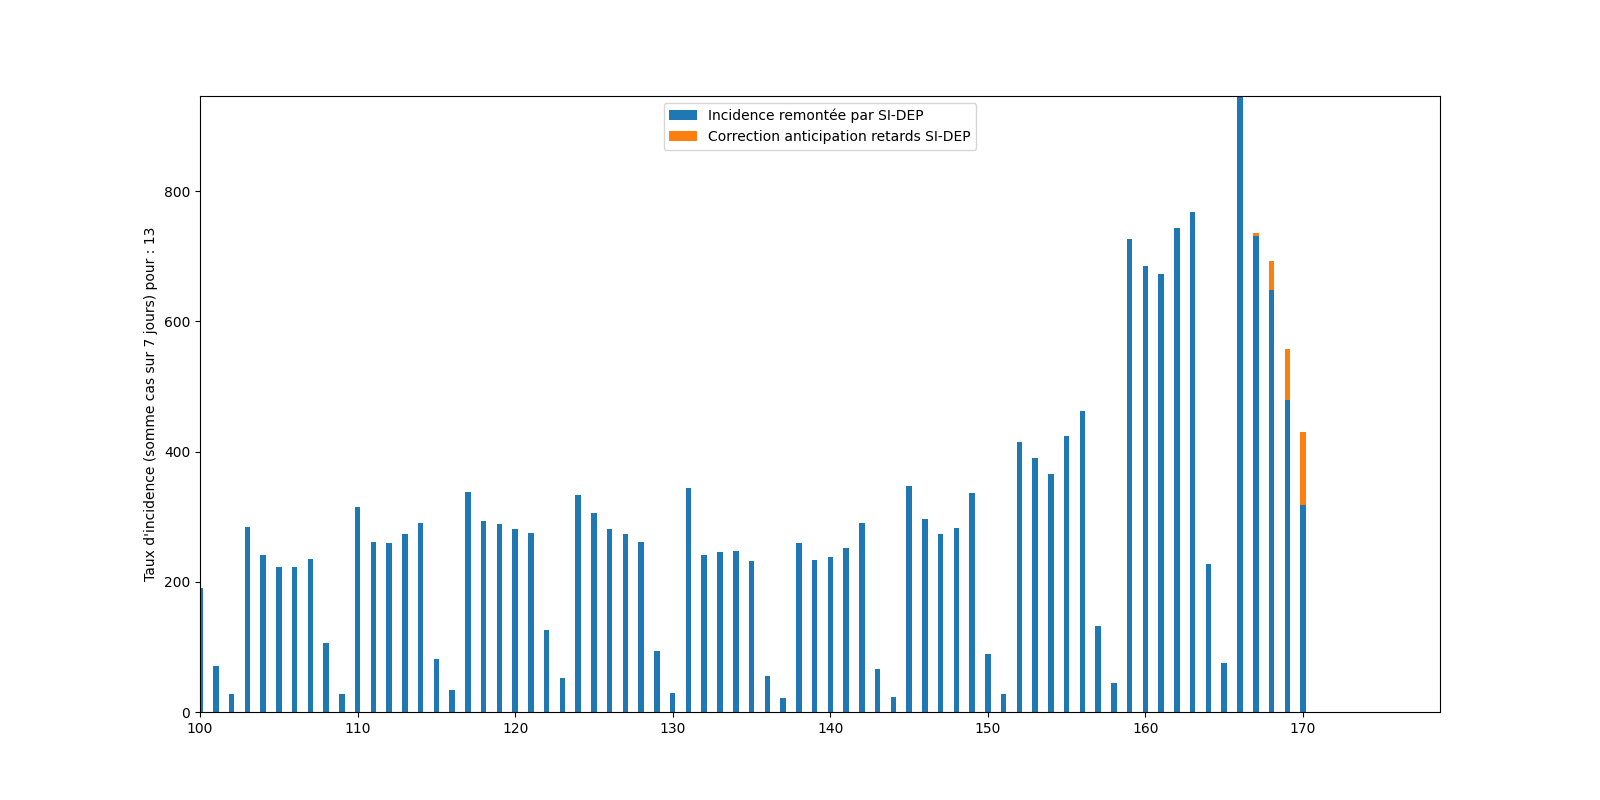 Incidence remontée par SI-DEP
Correction anticipation retards SI-DEP
Taux d'incidence (somme cas sur 7 jours) pour : 13
800
600
400
200
0
100 110 120 130 140 150 160 170